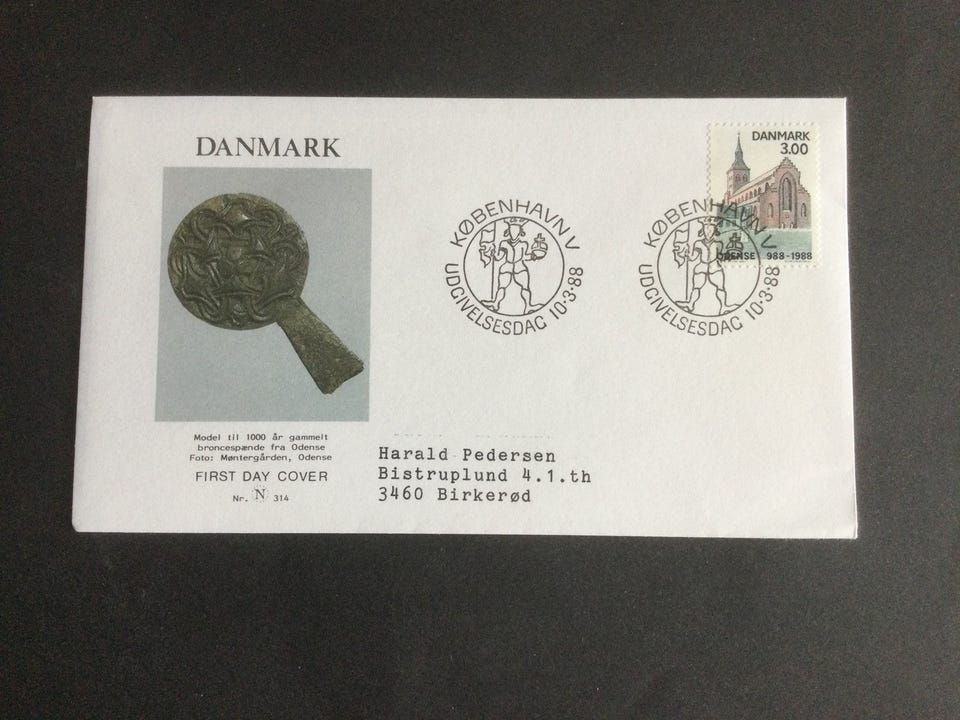 DANMARK
Model til 1000 år gammelt
broncespænde fra Odense
Foto: Møntergården, Odense
FIRST DAY COVER
Nr. N 314
KØBENHAVN V
UDGIVELSESDAG 10·3·88
DANMARK
3.00
ODENSE 988-1988
KØBENHAVN V
UDGIVELSESDAG 10·3·88
Harald Pedersen
Bistruplund 4.1.th
3460 Birkerød